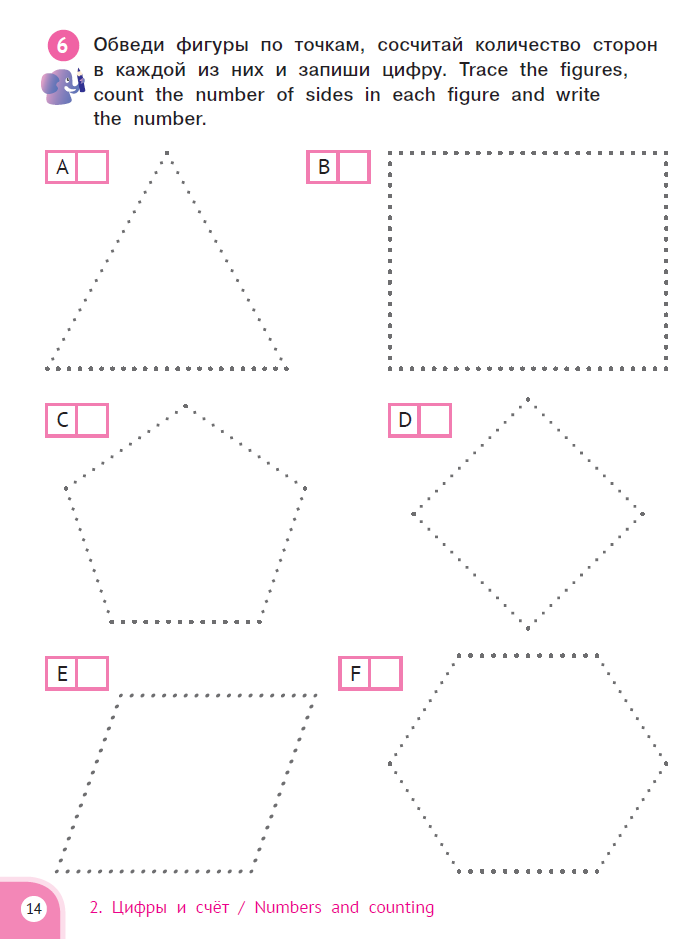 6 Обведи фигуры по точкам, сосчитай количество сторон
в каждой из них и запиши цифру. Trace the figures,
count the number of sides in each figure and write
the number.
A
B
C
D
E
F
14 2. Цифры и счёт / Numbers and counting